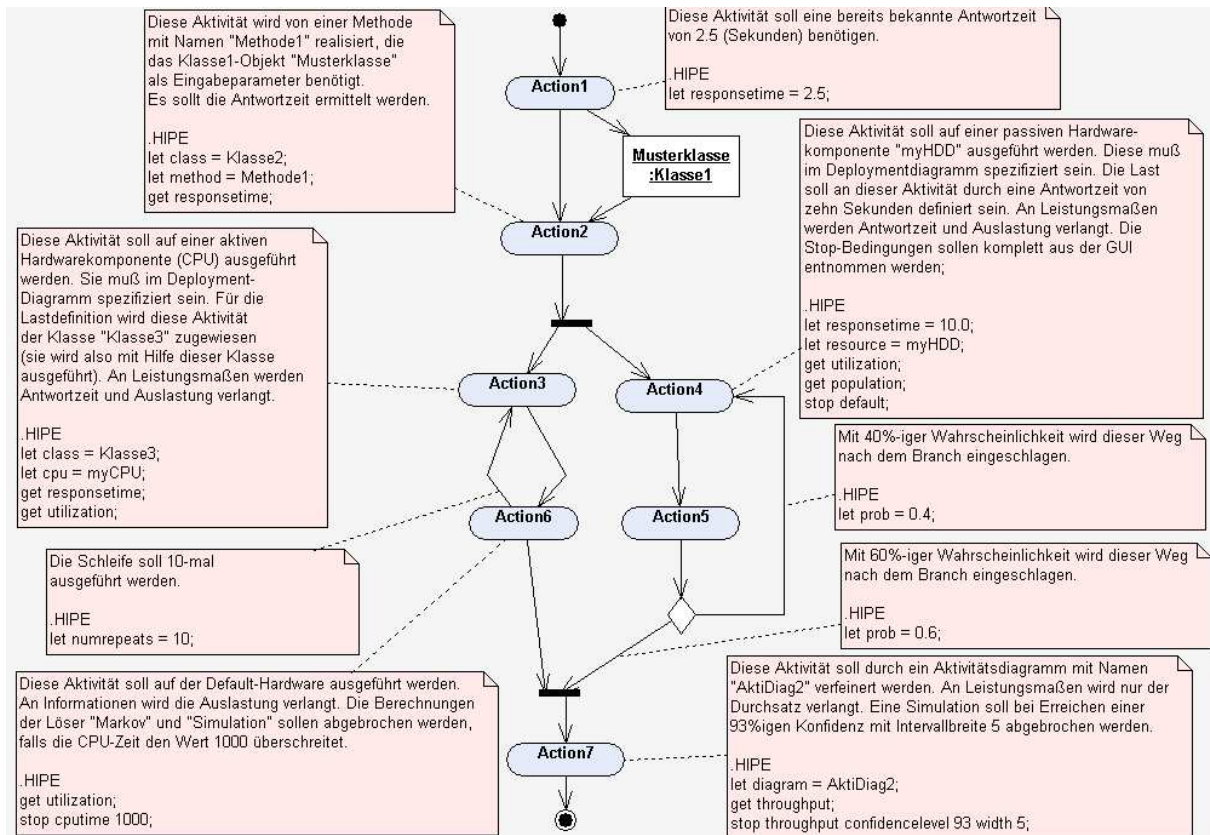 Diese Aktivität wird von einer Methode
mit Namen "Methode1" realisiert, die
das Klasse1-Objekt "Musterklasse"
als Eingabeparameter benötigt.
Es sollt die Antwortzeit ermittelt werden.
.HIPE
let class = Klasse2;
let method = Methode1;
get responsetime;
Diese Aktivität soll eine bereits bekannte Antwortzeit
von 2.5 (Sekunden) benötigen.
.HIPE
let responsetime = 2.5;
Action1
Musterklasse
:Klasse1
Action2
Diese Aktivität soll auf einer passiven Hardware-
komponente "myHDD" ausgeführt werden. Diese muß
im Deploymentdiagramm spezifiziert sein. Die Last
soll an dieser Aktivität durch eine Antwortzeit von
zehn Sekunden definiert sein. An Leistungsmaßen
werden Antwortzeit und Auslastung verlangt. Die
Stop-Bedingungen sollen komplett aus der GUI
entnommen werden;
.HIPE
let responsetime = 10.0;
let resource = myHDD;
get utilization;
get population;
stop default;
Diese Aktivität soll auf einer aktiven
Hardwarekomponente (CPU) ausgeführt
werden. Sie muß im Deployment-
Diagramm spezifiziert sein. Für die
Lastdefinition wird diese Aktivität
der Klasse "Klasse3" zugewiesen
(sie wird also mit Hilfe dieser Klasse
ausgeführt). An Leistungsmaßen werden
Antwortzeit und Auslastung verlangt.
.HIPE
let class = Klasse3;
let cpu = myCPU;
get responsetime;
get utilization;
Action3
Action4
Mit 40%-iger Wahrscheinlichkeit wird dieser Weg
nach dem Branch eingeschlagen.
.HIPE
let prob = 0.4;
Action6
Action5
Die Schleife soll 10-mal
ausgeführt werden.
.HIPE
let numrepeats = 10;
Mit 60%-iger Wahrscheinlichkeit wird dieser Weg
nach dem Branch eingeschlagen.
.HIPE
let prob = 0.6;
Diese Aktivität soll auf der Default-Hardware ausgeführt werden.
An Informationen wird die Auslastung verlangt. Die Berechnungen
der Löser "Markov" und "Simulation" sollen abgebrochen werden,
falls die CPU-Zeit den Wert 1000 überschreitet.
.HIPE
get utilization;
stop cputime 1000;
Diese Aktivität soll durch ein Aktivitätsdiagramm mit Namen
"AktiDiag2" verfeinert werden. An Leistungsmaßen wird nur der
Durchsatz verlangt. Eine Simulation soll bei Erreichen einer
93%igen Konfidenz mit Intervallbreite 5 abgebrochen werden.
.HIPE
let diagram = AktiDiag2;
get throughput;
stop throughput confidencelevel 93 width 5;
Action7